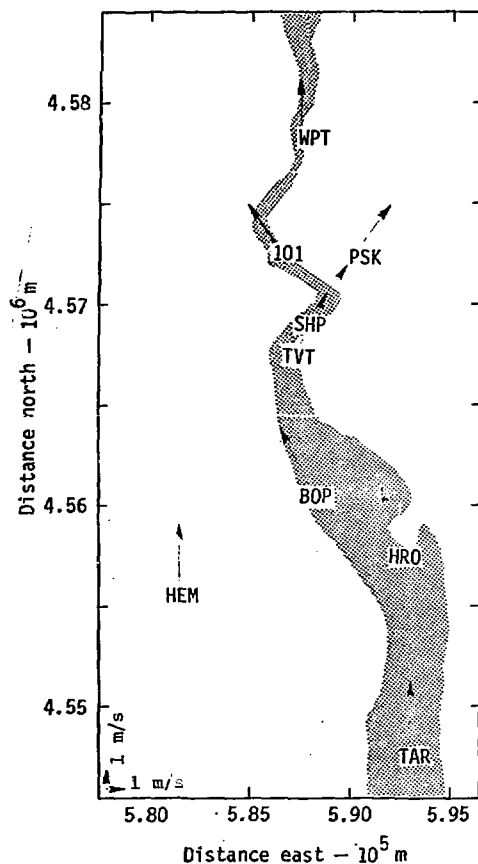 4.58
WPT
101
PSK
4.57
SHP
TVT
Distance north — 10⁶ m
4.56
BOP
HRO
HEM
4.55
1 m/s
1 m/s
TAR
5.80 5.85 5.90 5.95
Distance east — 10⁵ m